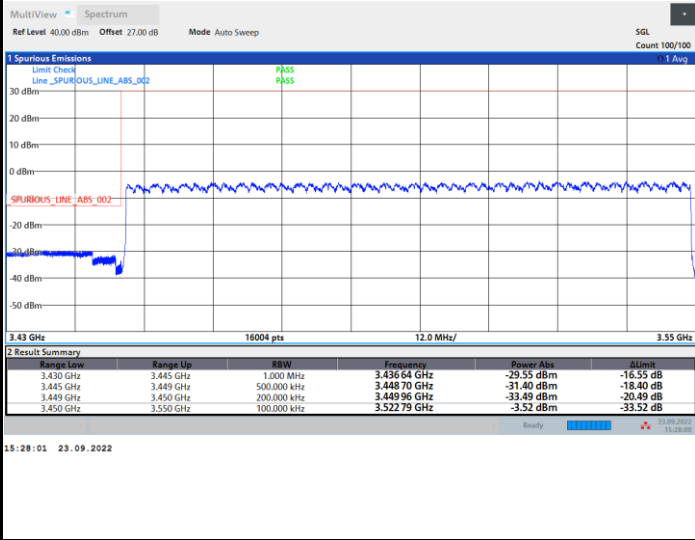 MultiView Spectrum
Ref Level 40.00 dBm Offset 27.00 dB Mode Auto Sweep SGL
Count 100/100
1 Spurious Emissions 1 Avg
Limit Check PASS
Line _SPURIOUS_LINE_ABS_002 PASS
30 dBm
20 dBm
10 dBm
0 dBm
_SPURIOUS_LINE_ABS_002
-20 dBm
-30 dBm
-40 dBm
-50 dBm
3.43 GHz 16004 pts 12.0 MHz/ 3.55 GHz
2 Result Summary
Range Low Range Up RBW Frequency Power Abs ΔLimit
3.430 GHz 3.445 GHz 1.000 MHz 3.436 64 GHz -29.55 dBm -16.55 dB
3.445 GHz 3.449 GHz 500.000 kHz 3.448 70 GHz -31.40 dBm -18.40 dB
3.449 GHz 3.450 GHz 200.000 kHz 3.449 96 GHz -33.49 dBm -20.49 dB
3.450 GHz 3.550 GHz 100.000 kHz 3.522 79 GHz -3.52 dBm -33.52 dB
Ready 23.09.2022
15:28:00
15:28:01 23.09.2022